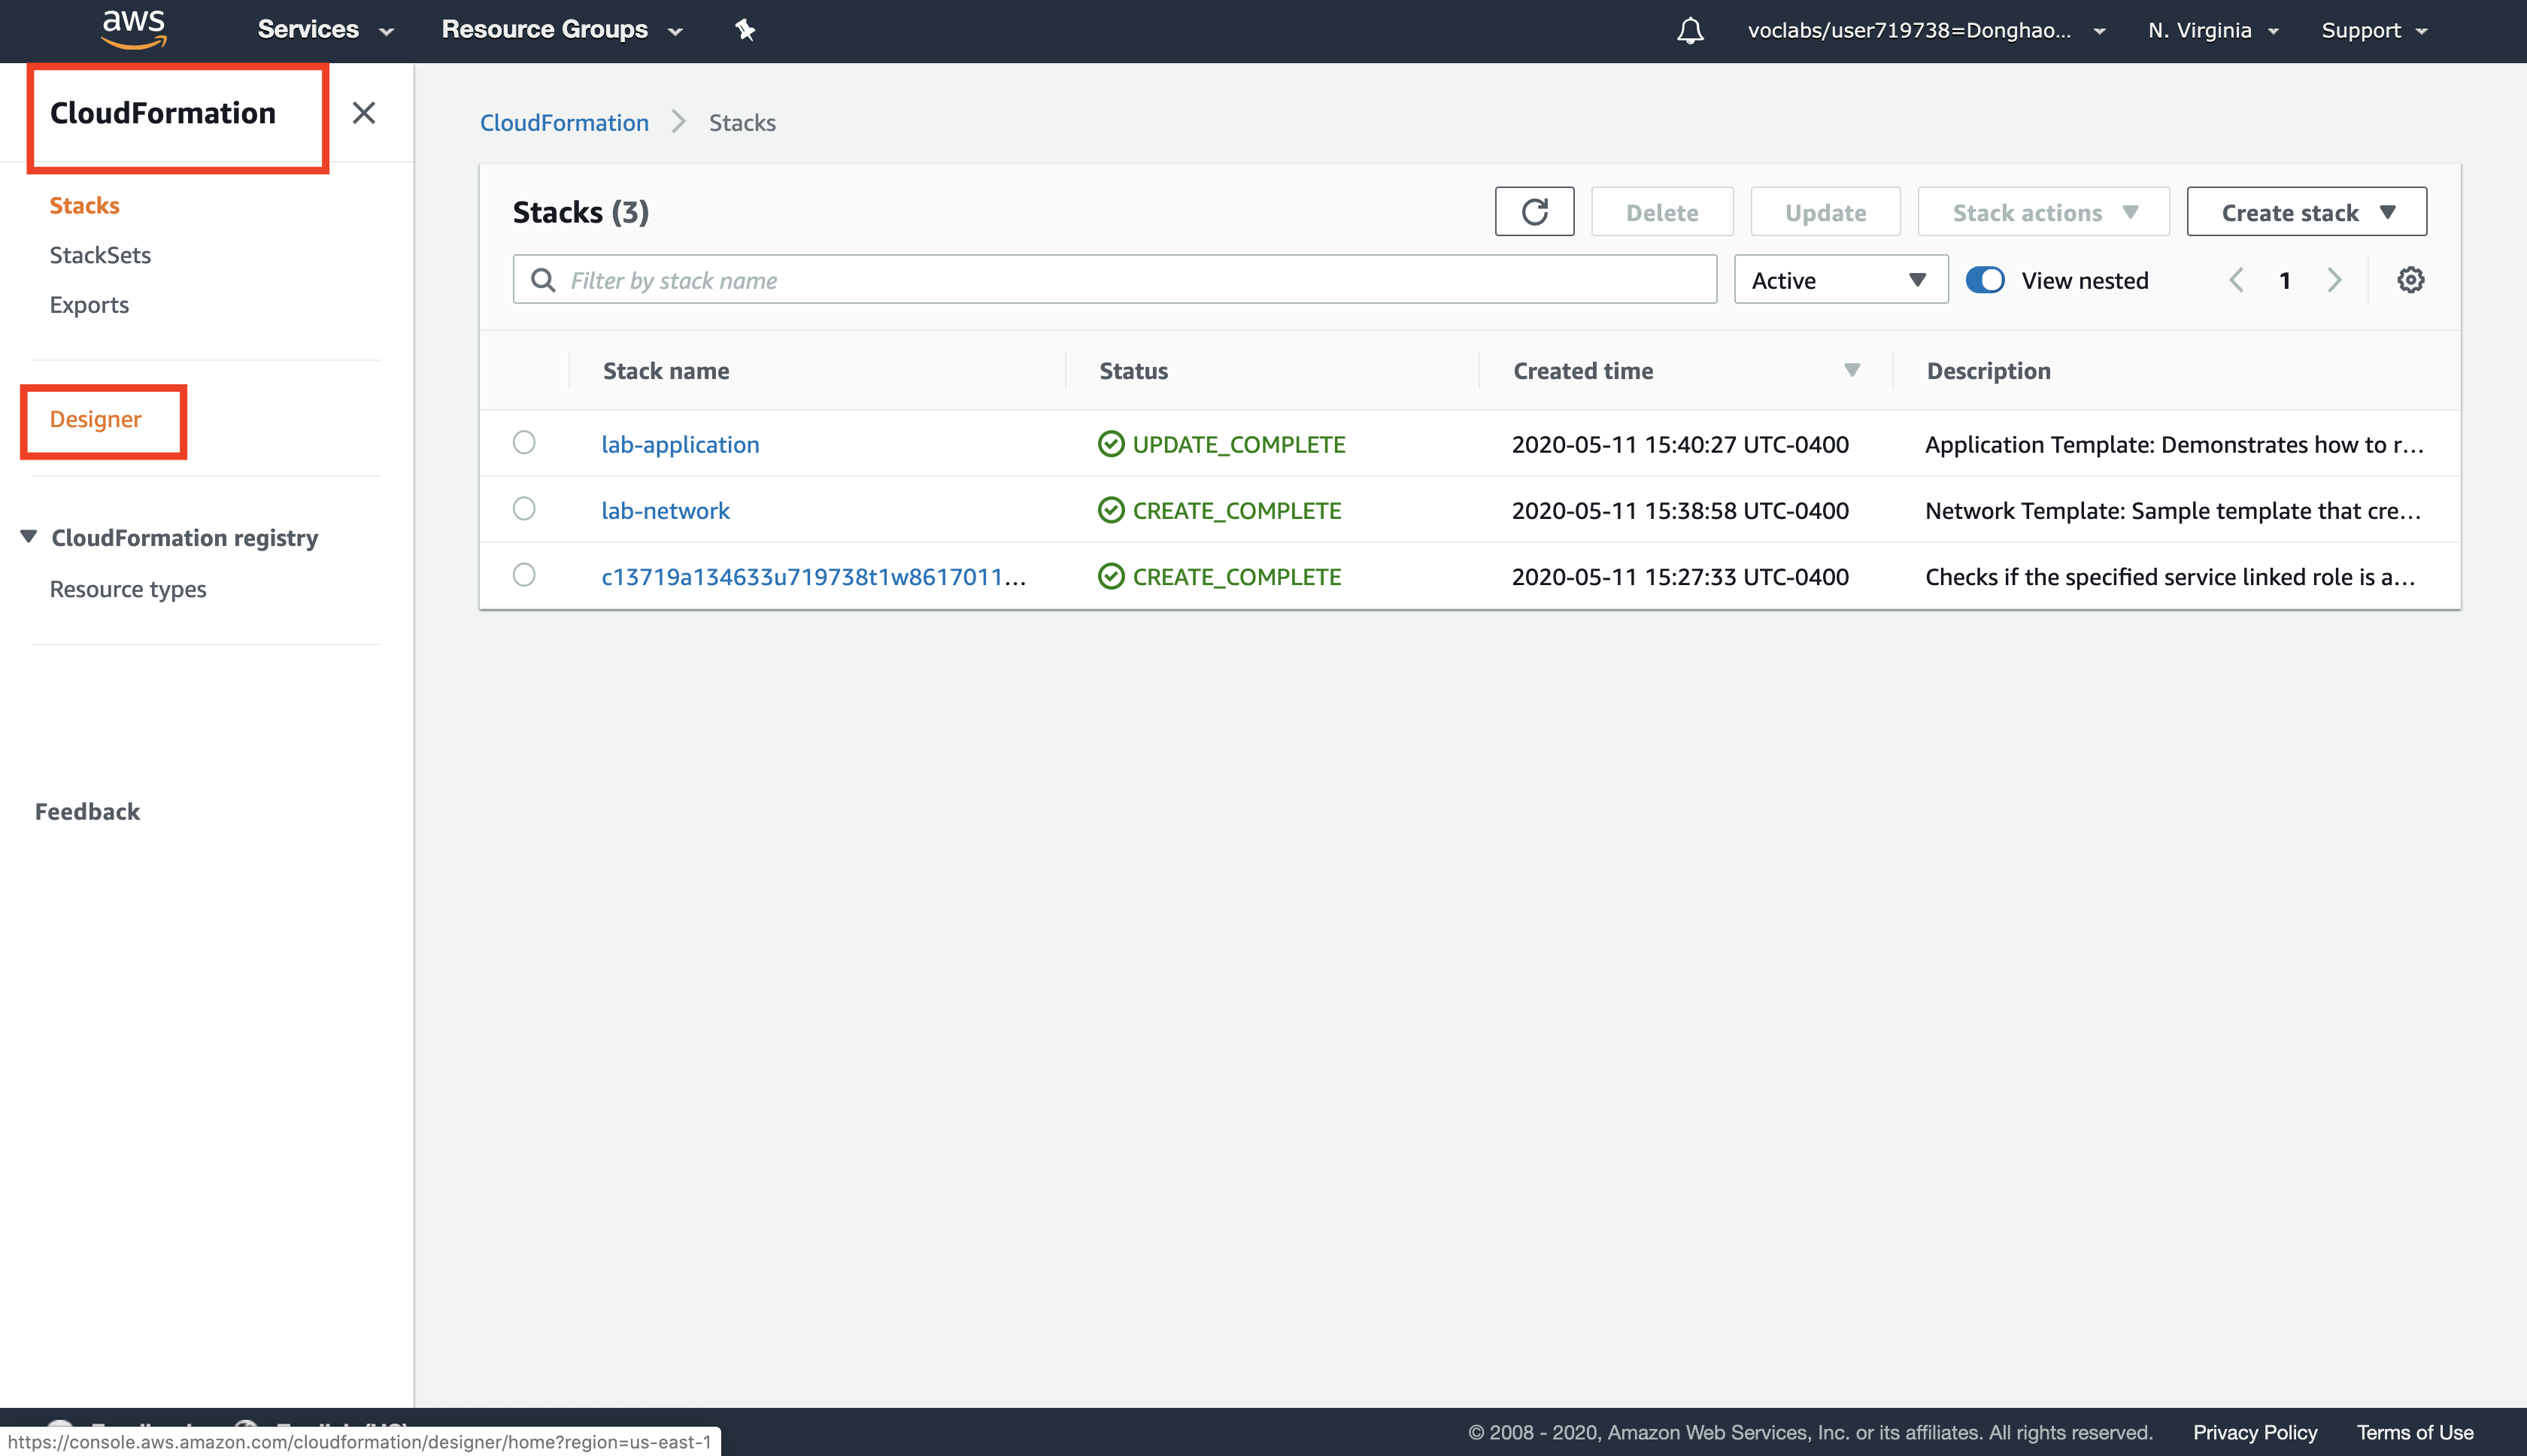 aws Services Resource Groups voclabs/user719738=Donghao... N. Virginia Support
CloudFormation
Stacks
StackSets
Exports
Designer
CloudFormation registry
Resource types
Feedback
CloudFormation Stacks
Stacks (3) Delete Update Stack actions Create stack
Filter by stack name Active View nested 1
Stack name Status Created time Description
lab-application UPDATE_COMPLETE 2020-05-11 15:40:27 UTC-0400 Application Template: Demonstrates how to r...
lab-network CREATE_COMPLETE 2020-05-11 15:38:58 UTC-0400 Network Template: Sample template that cre...
c13719a134633u719738t1w8617011... CREATE_COMPLETE 2020-05-11 15:27:33 UTC-0400 Checks if the specified service linked role is a...
© 2008 - 2020, Amazon Web Services, Inc. or its affiliates. All rights reserved. Privacy Policy Terms of Use
https://console.aws.amazon.com/cloudformation/designer/home?region=us-east-1